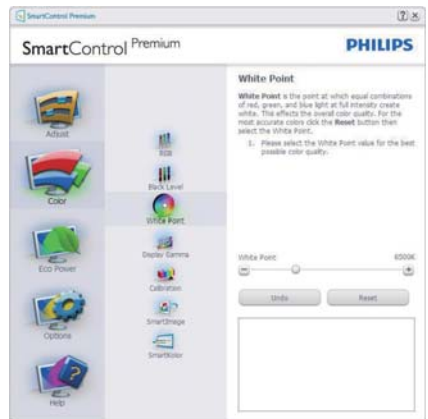 SmartControl Premium
SmartControl Premium
PHILIPS
Adjust
Color
Eco Power
Options
Help
RGB
Black Level
White Point
Display Gamma
Calibration
SmartImage
SmartKolor
White Point
White Point is the point at which equal combinations
of red, green, and blue light at full intensity create
white. This effects the overall color quality. For the
most accurate colors click the Reset button then
select the White Point.
1. Please select the White Point value for the best
possible color quality.
White Point 6500K
Undo Reset